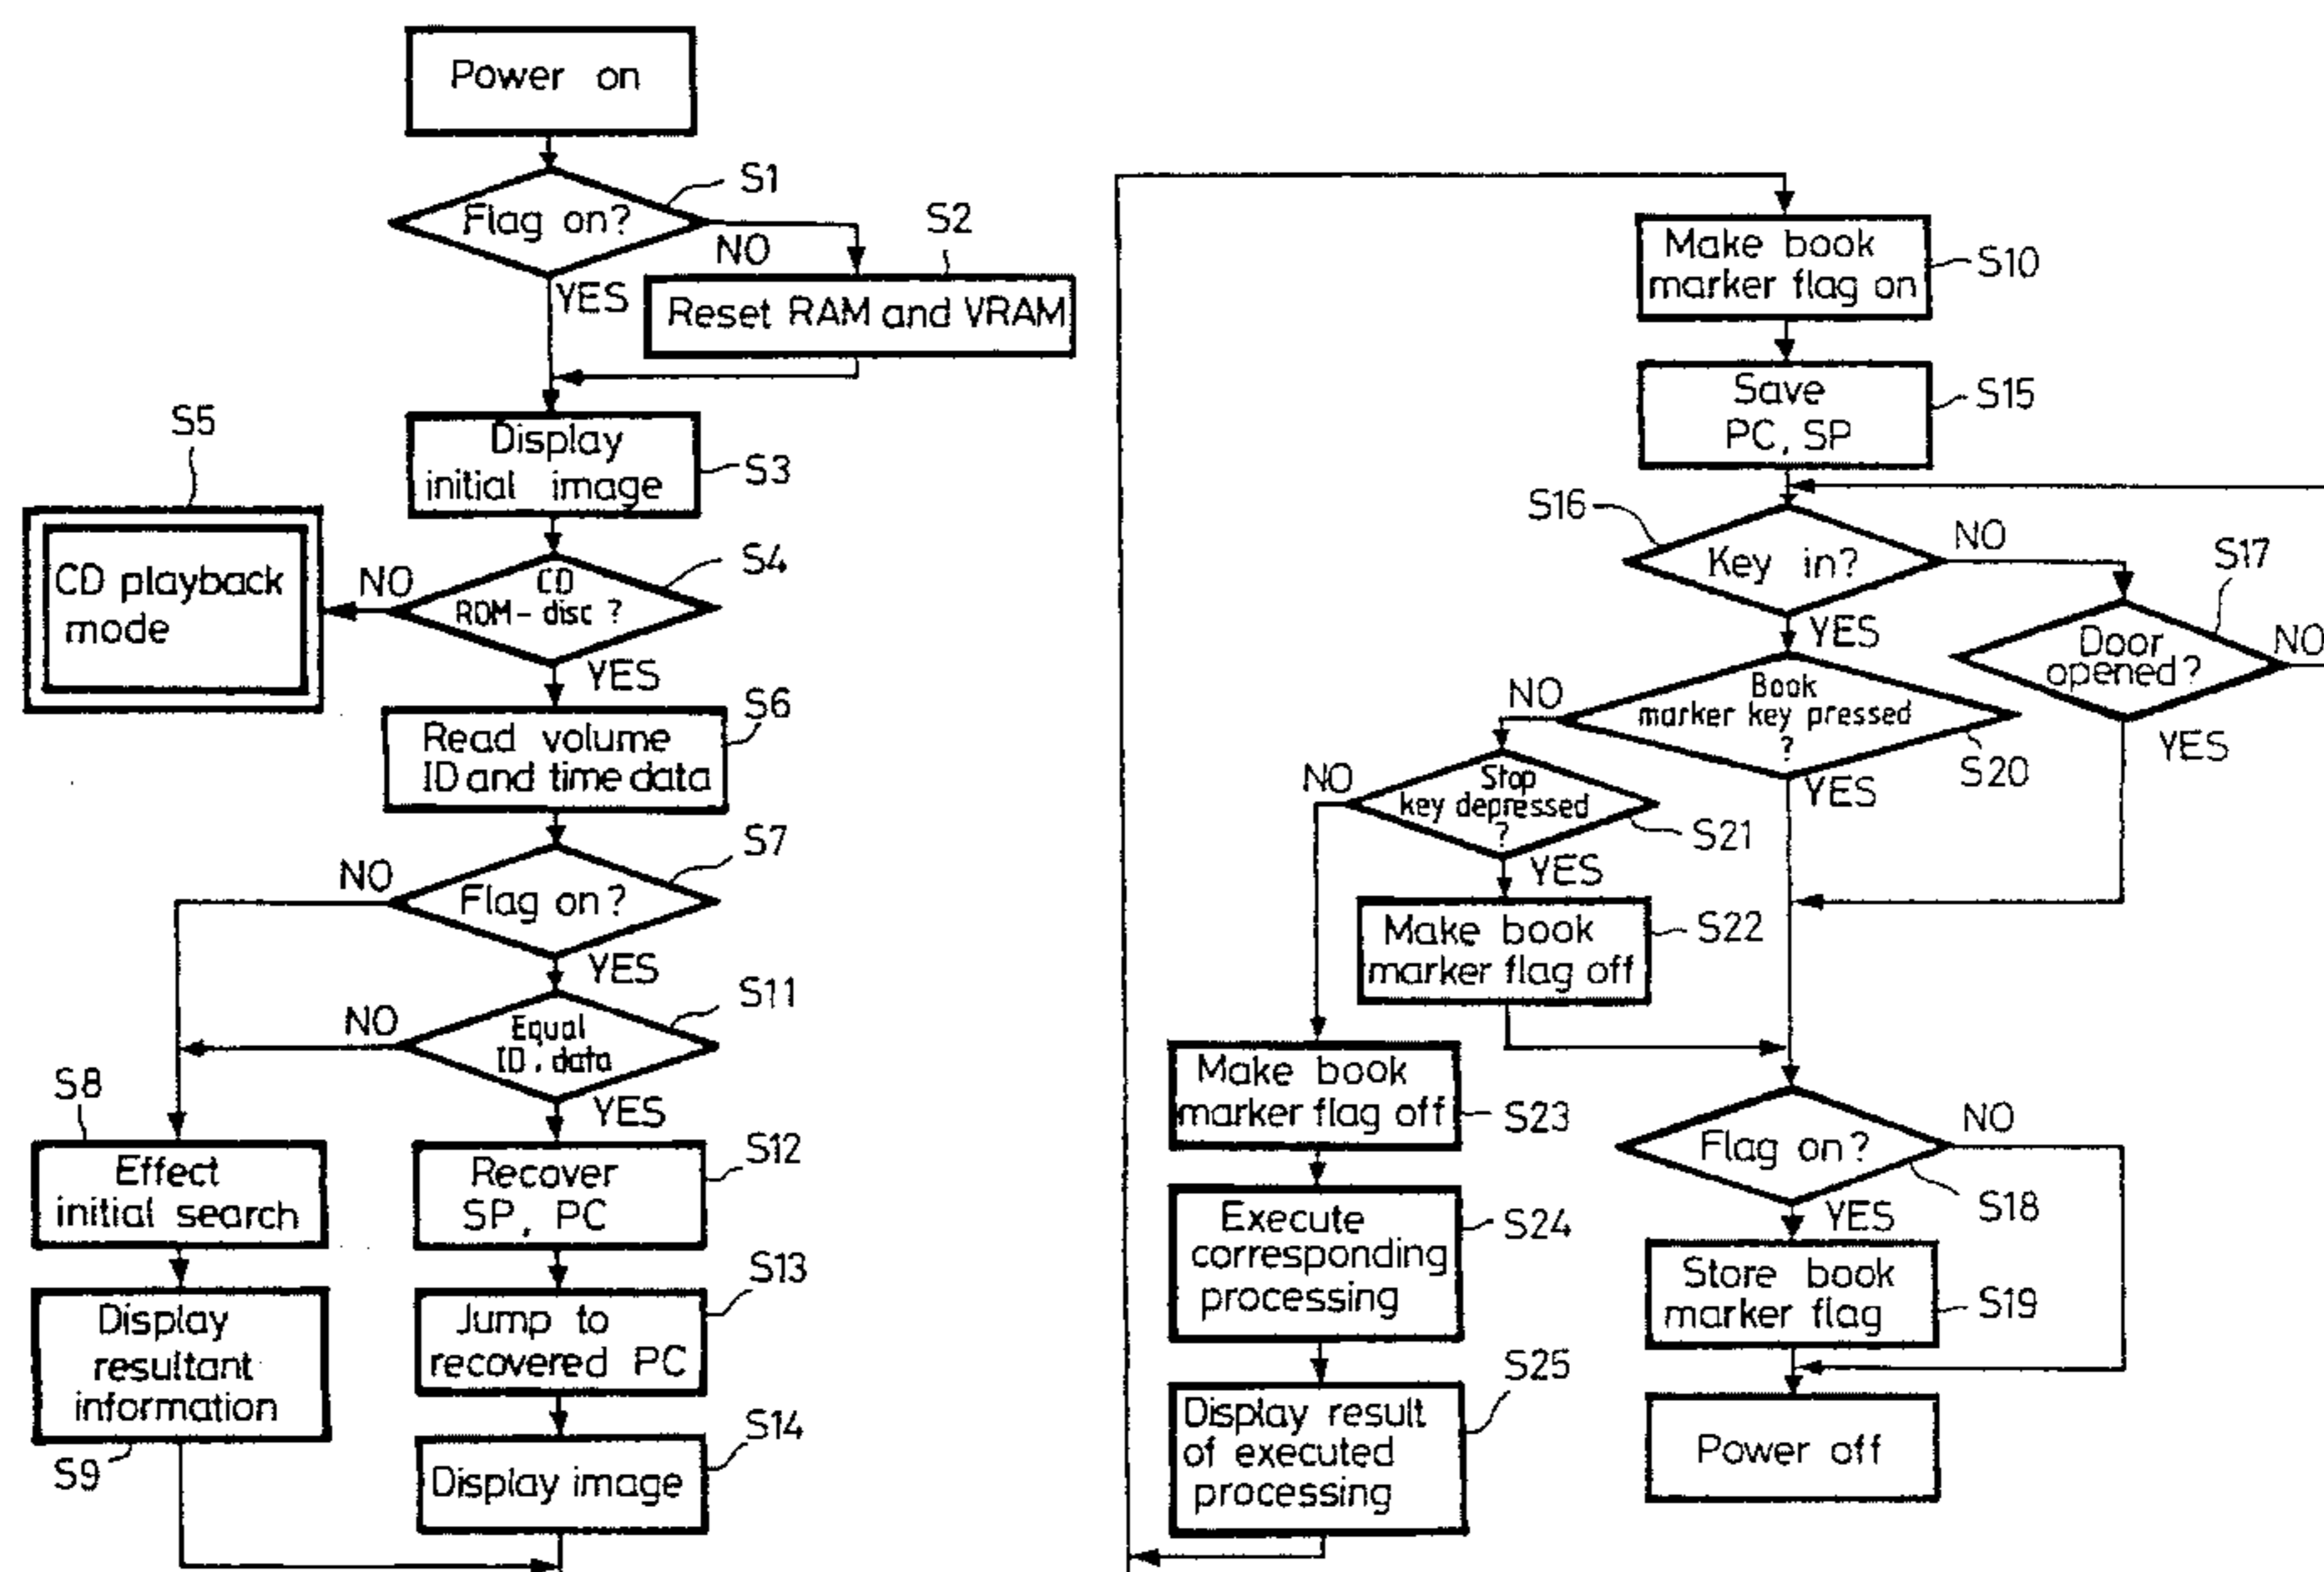 Power on
S1
Flag on?
NO
S2
YES
Reset RAM and VRAM
Display
initial image
S3
S5
CD playback
mode
NO
CD
ROM-disc ?
S4
YES
Read volume
ID and time data
S6
NO
Flag on?
S7
YES
NO
Equal
ID. data
S11
YES
S8
Effect
initial search
Recover
SP, PC
S12
Display
resultant
information
S9
Jump to
recovered PC
S13
Display image
S14
Make book
marker flag on
S10
Save
PC, SP
S15
S16
Key in?
NO
YES
S17
Door
opened?
NO
YES
NO
Book
marker key pressed
?
S20
YES
NO
Stop
key depressed
?
S21
YES
Make book
marker flag off
S22
Make book
marker flag off
S23
Execute
corresponding
processing
S24
Display result
of executed
processing
S25
Flag on?
NO
S18
YES
Store book
marker flag
S19
Power off